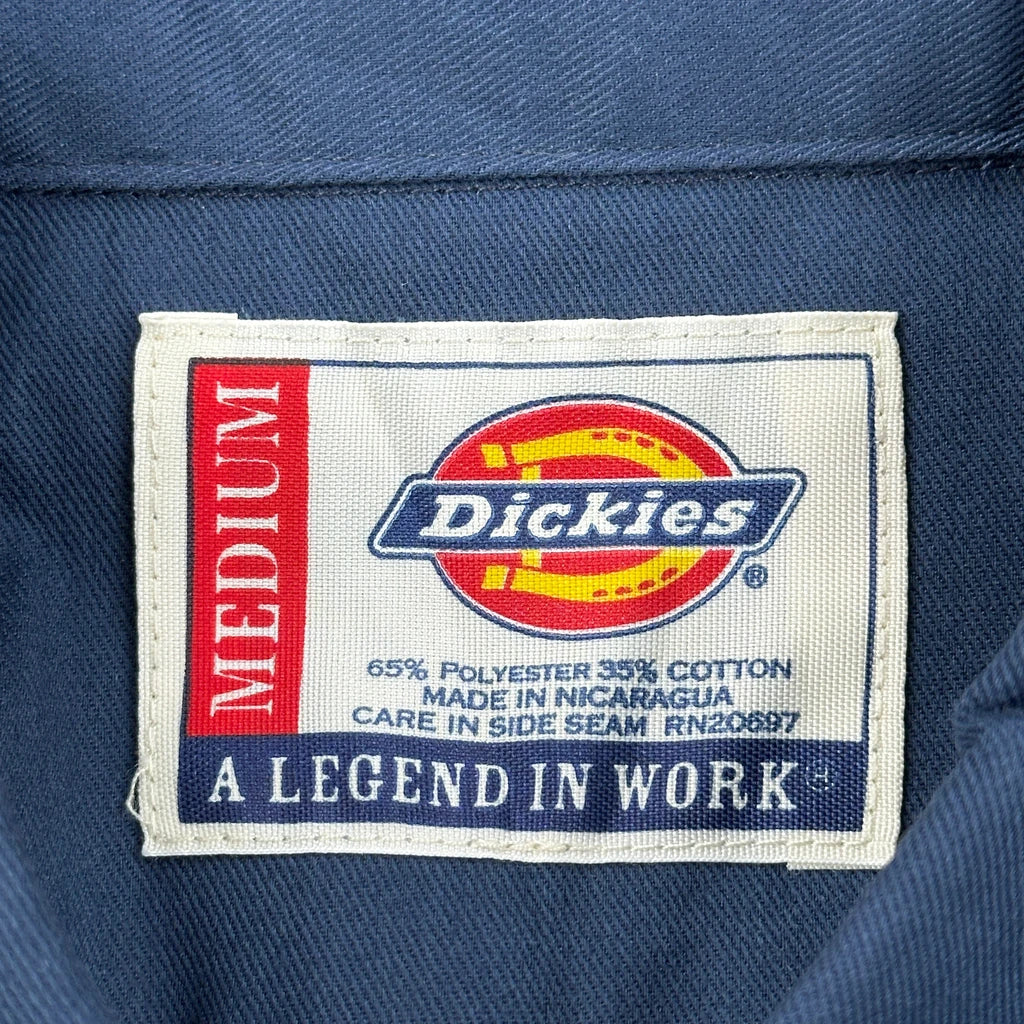 MEDIUM
Dickies®
65% POLYESTER 35% COTTON
MADE IN NICARAGUA
CARE IN SIDE SEAM RN20697
A LEGEND IN WORK®